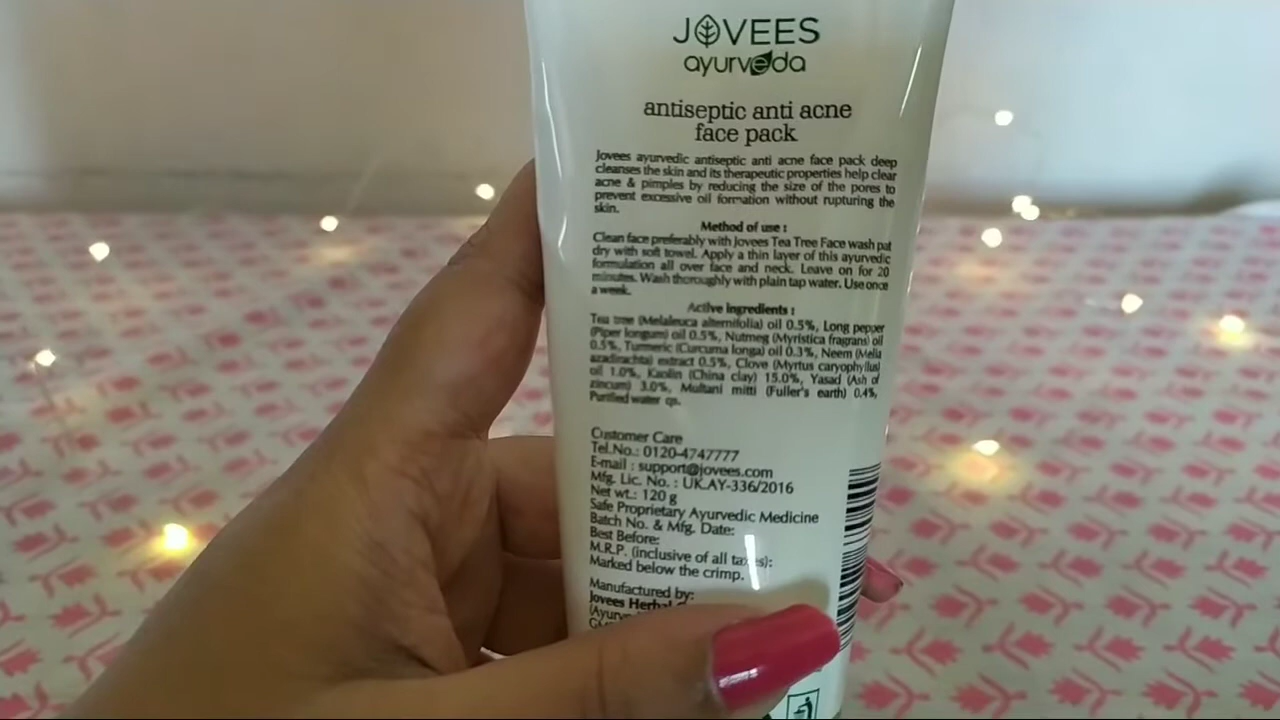 JOVEES
ayurveda
antiseptic anti acne
face pack
Jovees ayurvedic antiseptic anti acne face pack deep
cleanses the skin and its therapeutic properties help clear
acne & pimples by reducing the size of the pores to
prevent excessive oil formation without rupturing the
skin.
Method of use :
Clean face preferably with Jovees Tea Tree Face wash pat
dry with soft towel. Apply a thin layer of this ayurvedic
formulation all over face and neck. Leave on for 20
minutes. Wash thoroughly with plain tap water. Use once
a week.
Active ingredients :
Tea tree (Melaleuca alternifolia) oil 0.5%, Long pepper
(Piper longum) oil 0.5%, Nutmeg (Myristica fragrans) oil
0.5%, Turmeric (Curcuma longa) oil 0.3%, Neem (Melia
azadirachta) extract 0.5%, Clove (Myrtus caryophyllus)
oil 1.0%, Kaolin (China clay) 15.0%, Yasad (Ash of
zincum) 3.0%, Multani mitti (Fuller's earth) 0.4%,
Purified water qs.
Customer Care
Tel.No.: 0120-4747777
E-mail : support@jovees.com
Mfg. Lic. No. : UK.AY-336/2016
Net wt.: 120 g
Safe Proprietary Ayurvedic Medicine
Batch No. & Mfg. Date:
Best Before:
M.R.P. (inclusive of all taxes):
Marked below the crimp.
Manufactured by:
Jovees Herbal